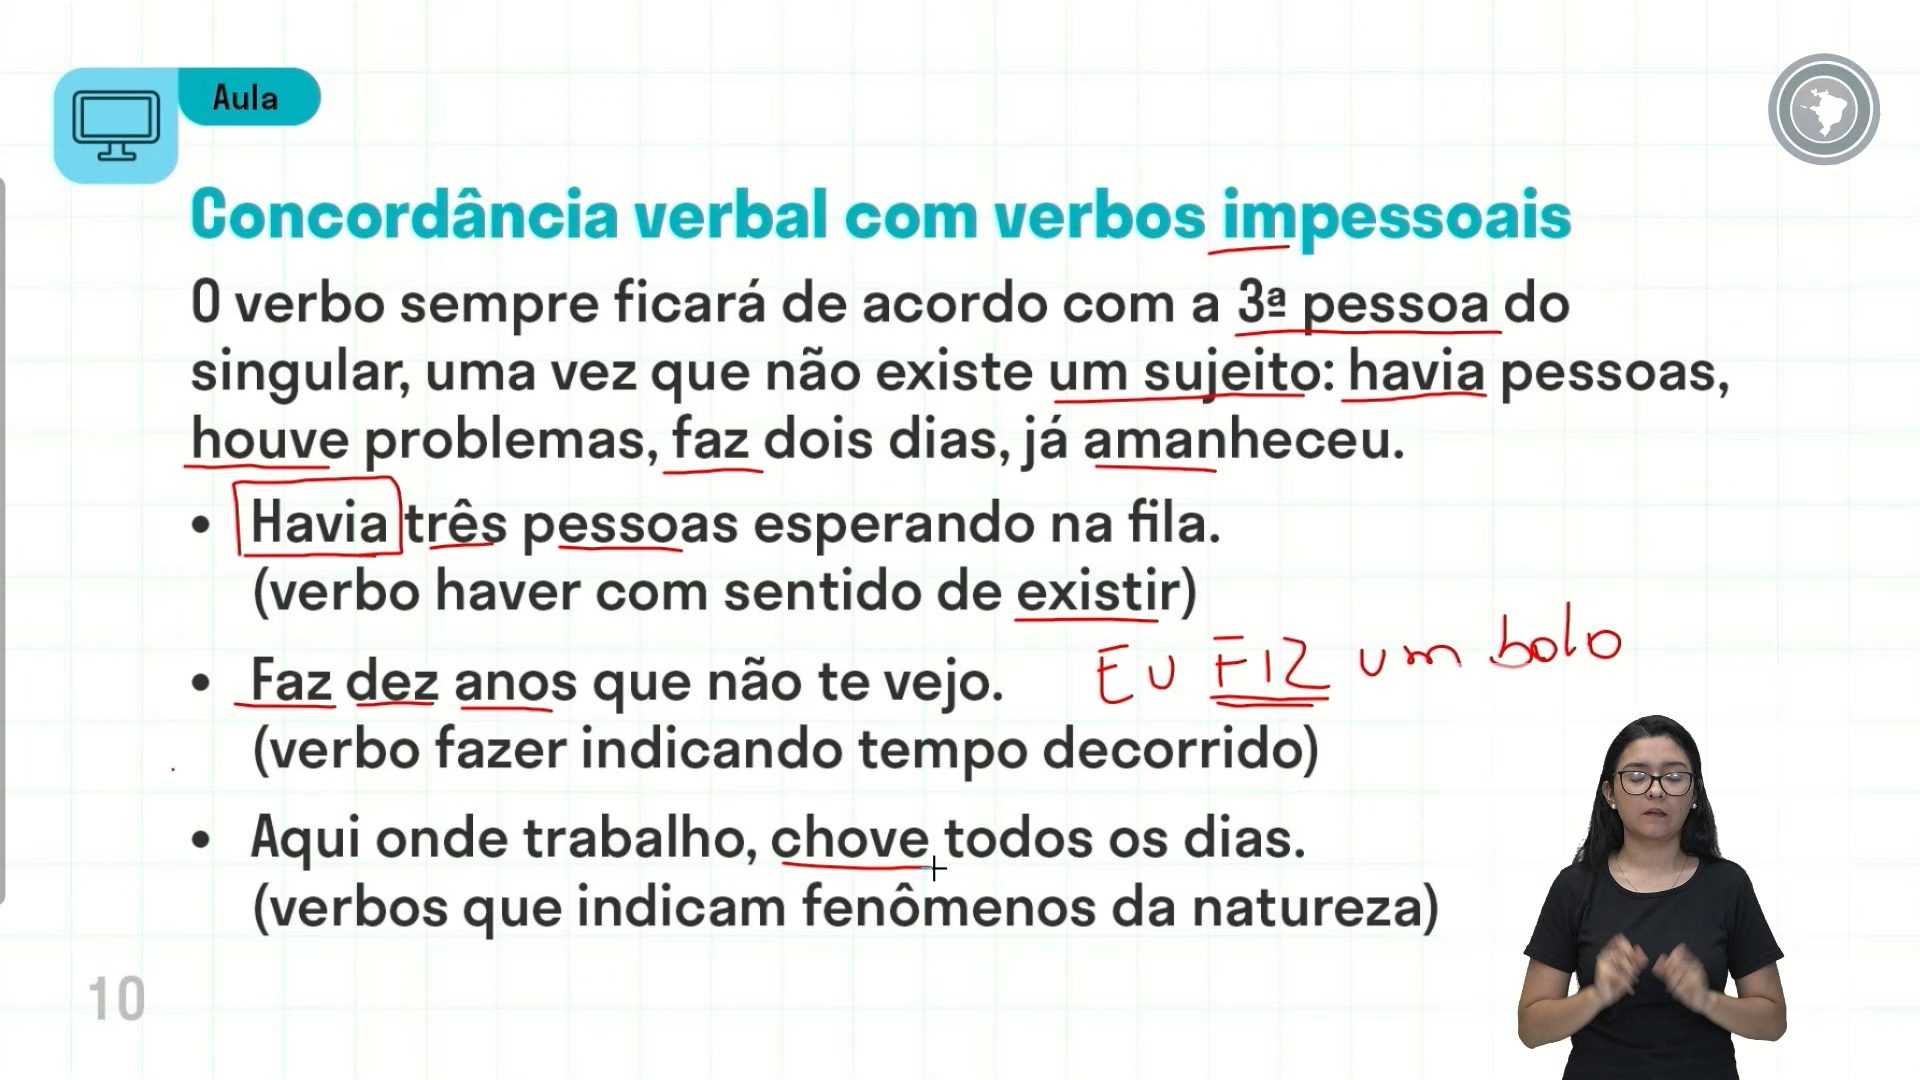 Aula
Concordância verbal com verbos impessoais
O verbo sempre ficará de acordo com a 3ª pessoa do
singular, uma vez que não existe um sujeito: havia pessoas,
houve problemas, faz dois dias, já amanheceu.
• Havia três pessoas esperando na fila.
(verbo haver com sentido de existir)
• Faz dez anos que não te vejo.
EU FIZ um bolo
(verbo fazer indicando tempo decorrido)
• Aqui onde trabalho, chove todos os dias.
(verbos que indicam fenômenos da natureza)
10